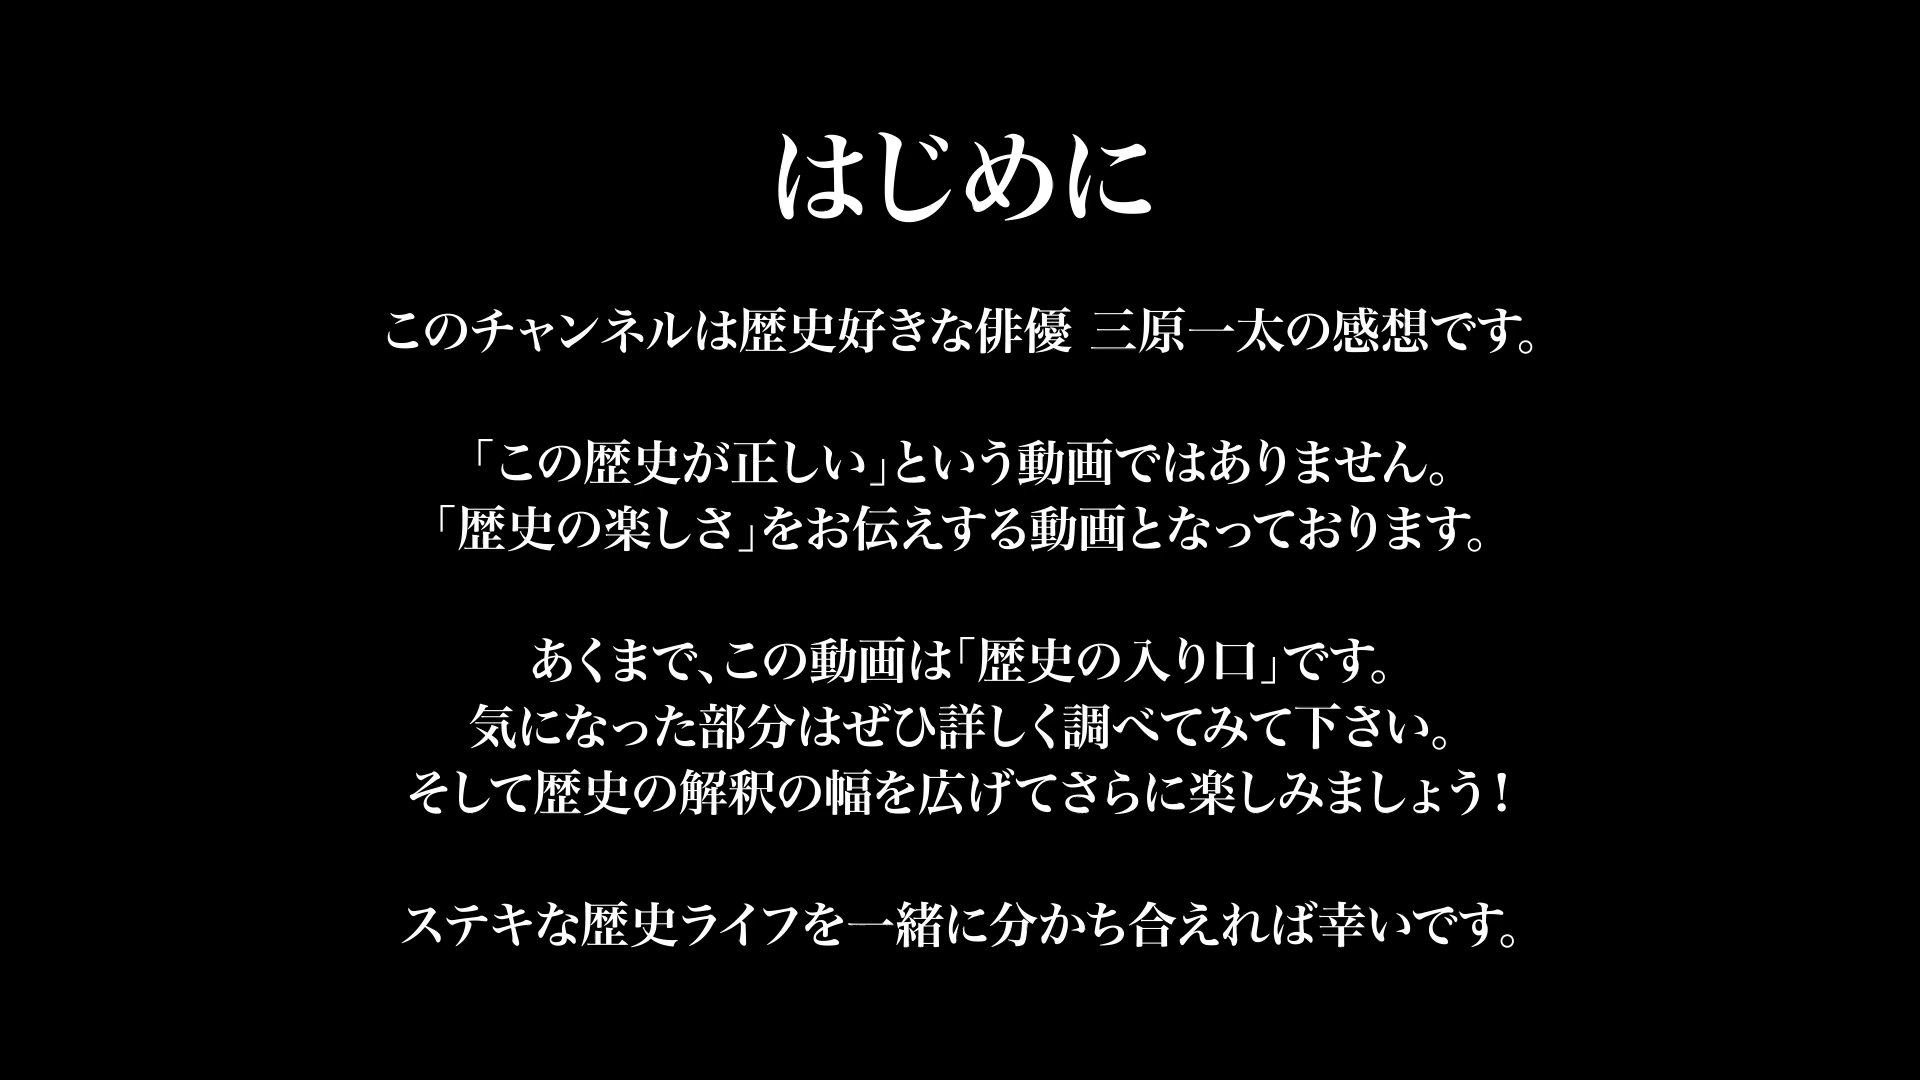 はじめに
このチャンネルは歴史好きな俳優 三原一太の感想です。
「この歴史が正しい」という動画ではありません。
「歴史の楽しさ」をお伝えする動画となっております。
あくまで、この動画は「歴史の入り口」です。
気になった部分はぜひ詳しく調べてみて下さい。
そして歴史の解釈の幅を広げてさらに楽しみましょう！
ステキな歴史ライフを一緒に分かち合えれば幸いです。